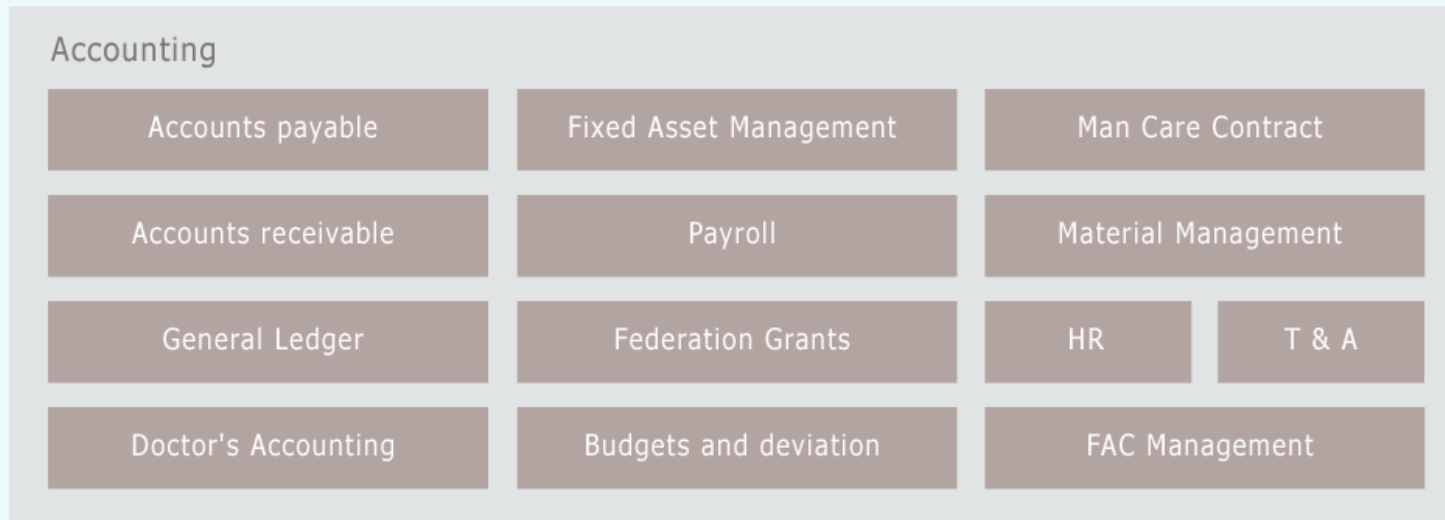 Accounting
Accounts payable
Fixed Asset Management
Man Care Contract
Accounts receivable
Payroll
Material Management
General Ledger
Federation Grants
HR
T & A
Doctor's Accounting
Budgets and deviation
FAC Management